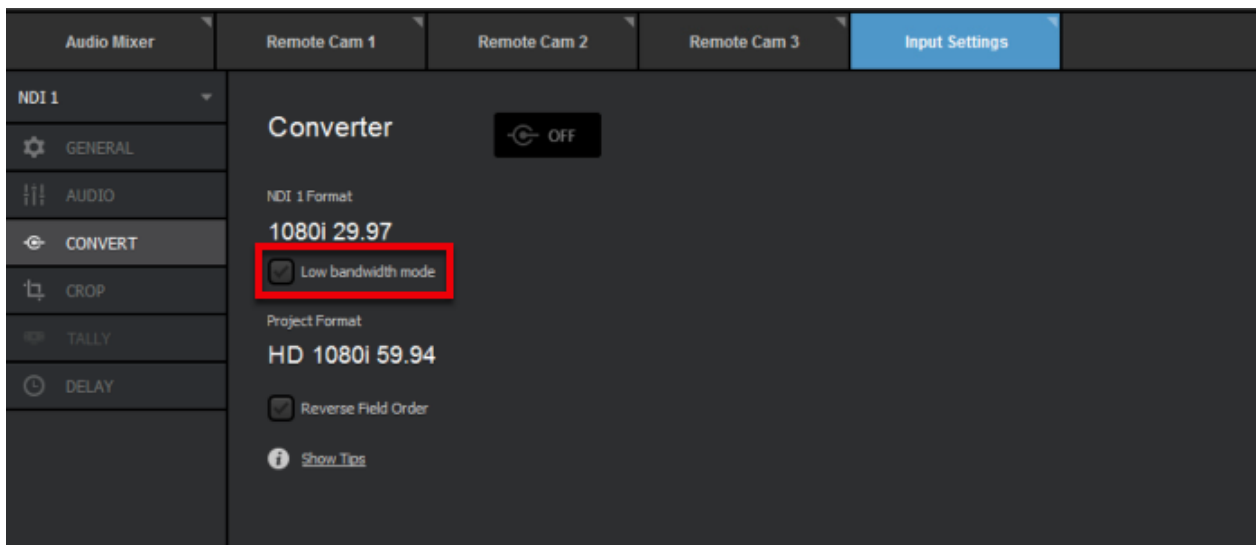 Audio Mixer
Remote Cam 1
Remote Cam 2
Remote Cam 3
Input Settings
NDI 1
GENERAL
AUDIO
CONVERT
CROP
TALLY
DELAY
Converter
OFF
NDI 1 Format
1080i 29.97
Low bandwidth mode
Project Format
HD 1080i 59.94
Reverse Field Order
Show Tips